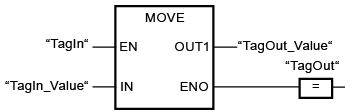 MOVE
“TagIn“ EN OUT1 “TagOut_Value“
“TagOut“
“TagIn_Value“ IN ENO =